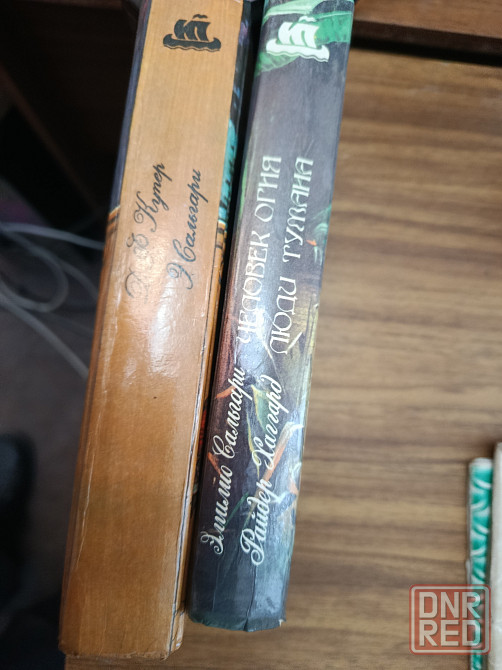 Д. Ф. Купер
Э. Сальгари
Эмилио Сальгари ЧЕЛОВЕК ОГНЯ
Райдер Хаггард ЛЮДИ ТУМАНА
DNR
RED